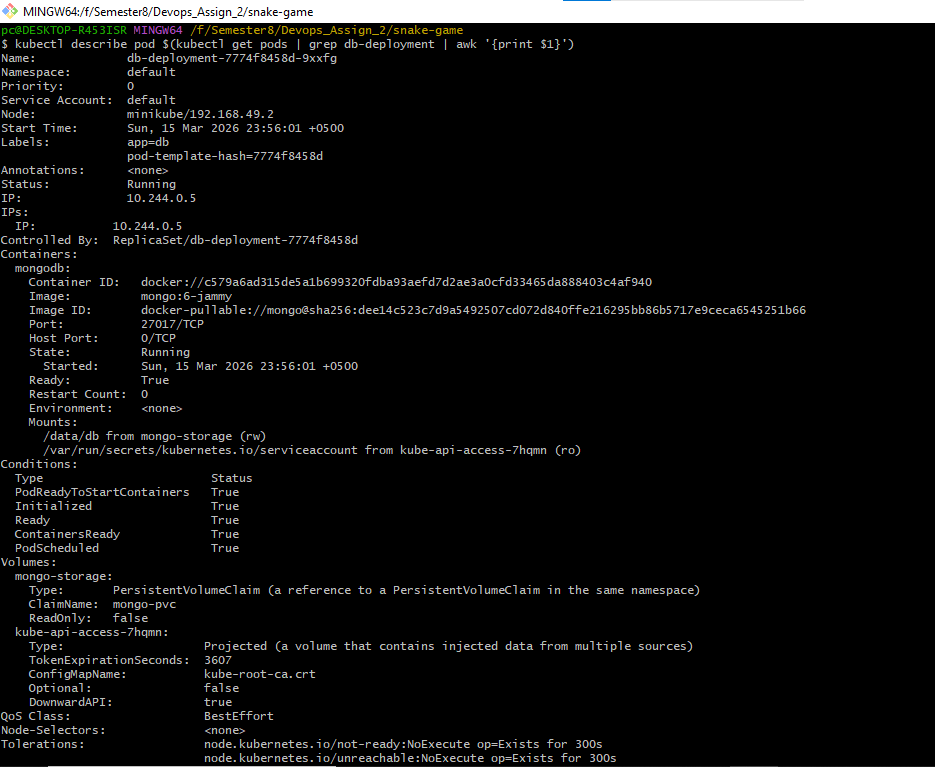 MINGW64:/f/Semester8/Devops_Assign_2/snake-game
pc@DESKTOP-R453ISR MINGW64 /f/Semester8/Devops_Assign_2/snake-game
$ kubectl describe pod $(kubectl get pods | grep db-deployment | awk '{print $1}')
Name:             db-deployment-7774f8458d-9xxfg
Namespace:        default
Priority:         0
Service Account:  default
Node:             minikube/192.168.49.2
Start Time:       Sun, 15 Mar 2026 23:56:01 +0500
Labels:           app=db
                  pod-template-hash=7774f8458d
Annotations:      <none>
Status:           Running
IP:               10.244.0.5
IPs:
  IP:           10.244.0.5
Controlled By:  ReplicaSet/db-deployment-7774f8458d
Containers:
  mongodb:
    Container ID:   docker://c579a6ad315de5a1b699320fdba93aefd7d2ae3a0cfd33465da888403c4af940
    Image:          mongo:6-jammy
    Image ID:       docker-pullable://mongo@sha256:dee14c523c7d9a5492507cd072d840ffe216295bb86b5717e9ceca6545251b66
    Port:           27017/TCP
    Host Port:      0/TCP
    State:          Running
      Started:      Sun, 15 Mar 2026 23:56:01 +0500
    Ready:          True
    Restart Count:  0
    Environment:    <none>
    Mounts:
      /data/db from mongo-storage (rw)
      /var/run/secrets/kubernetes.io/serviceaccount from kube-api-access-7hqmn (ro)
Conditions:
  Type                        Status
  PodReadyToStartContainers   True
  Initialized                 True
  Ready                       True
  ContainersReady             True
  PodScheduled                True
Volumes:
  mongo-storage:
    Type:       PersistentVolumeClaim (a reference to a PersistentVolumeClaim in the same namespace)
    ClaimName:  mongo-pvc
    ReadOnly:   false
  kube-api-access-7hqmn:
    Type:                    Projected (a volume that contains injected data from multiple sources)
    TokenExpirationSeconds:  3607
    ConfigMapName:           kube-root-ca.crt
    Optional:                false
    DownwardAPI:             true
QoS Class:                   BestEffort
Node-Selectors:              <none>
Tolerations:                 node.kubernetes.io/not-ready:NoExecute op=Exists for 300s
                             node.kubernetes.io/unreachable:NoExecute op=Exists for 300s